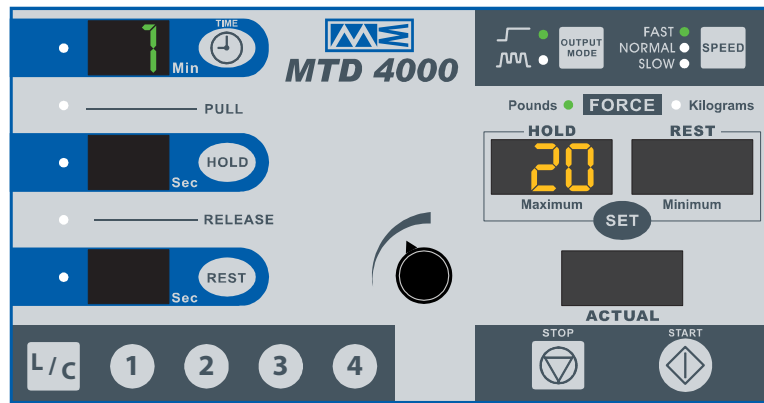 TIME
7
Min
PULL
HOLD
Sec
RELEASE
REST
Sec
MTD 4000
OUTPUT MODE
FAST
NORMAL
SLOW
SPEED
Pounds FORCE Kilograms
HOLD REST
20
Maximum Minimum
SET
ACTUAL
L/C 1 2 3 4
STOP START